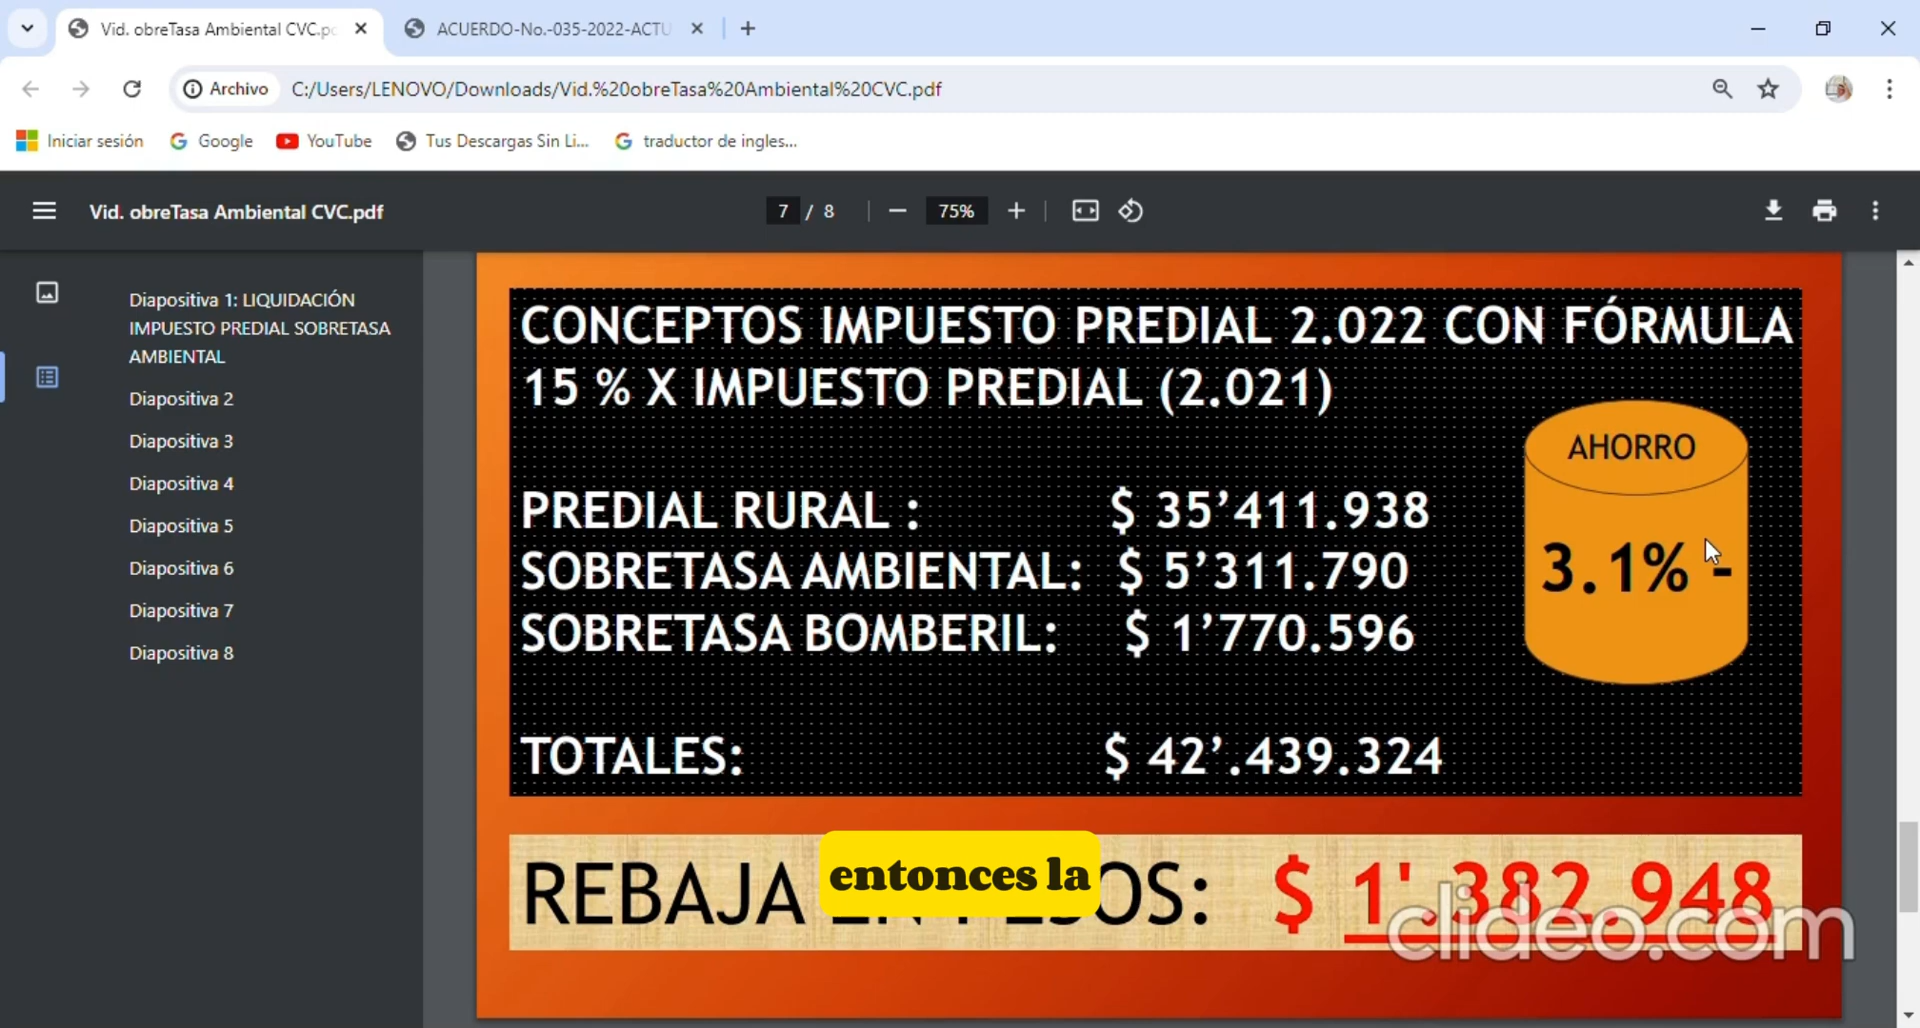 Vid. obreTasa Ambiental CVC.pc
ACUERDO-No.-035-2022-ACTU
Archivo
C:/Users/LENOVO/Downloads/Vid.%20obreTasa%20Ambiental%20CVC.pdf
Iniciar sesión
Google
YouTube
Tus Descargas Sin Li...
traductor de ingles...
Vid. obreTasa Ambiental CVC.pdf
7 / 8
75%
Diapositiva 1: LIQUIDACIÓN
IMPUESTO PREDIAL SOBRETASA
AMBIENTAL
Diapositiva 2
Diapositiva 3
Diapositiva 4
Diapositiva 5
Diapositiva 6
Diapositiva 7
Diapositiva 8
CONCEPTOS IMPUESTO PREDIAL 2.022 CON FÓRMULA
15 % X IMPUESTO PREDIAL (2.021)
AHORRO
3.1% -
PREDIAL RURAL : $ 35’411.938
SOBRETASA AMBIENTAL: $ 5’311.790
SOBRETASA BOMBERIL: $ 1’770.596
TOTALES: $ 42’.439.324
REBAJA EN PESOS: $ 1'.382.948
entonces la
clideo.com